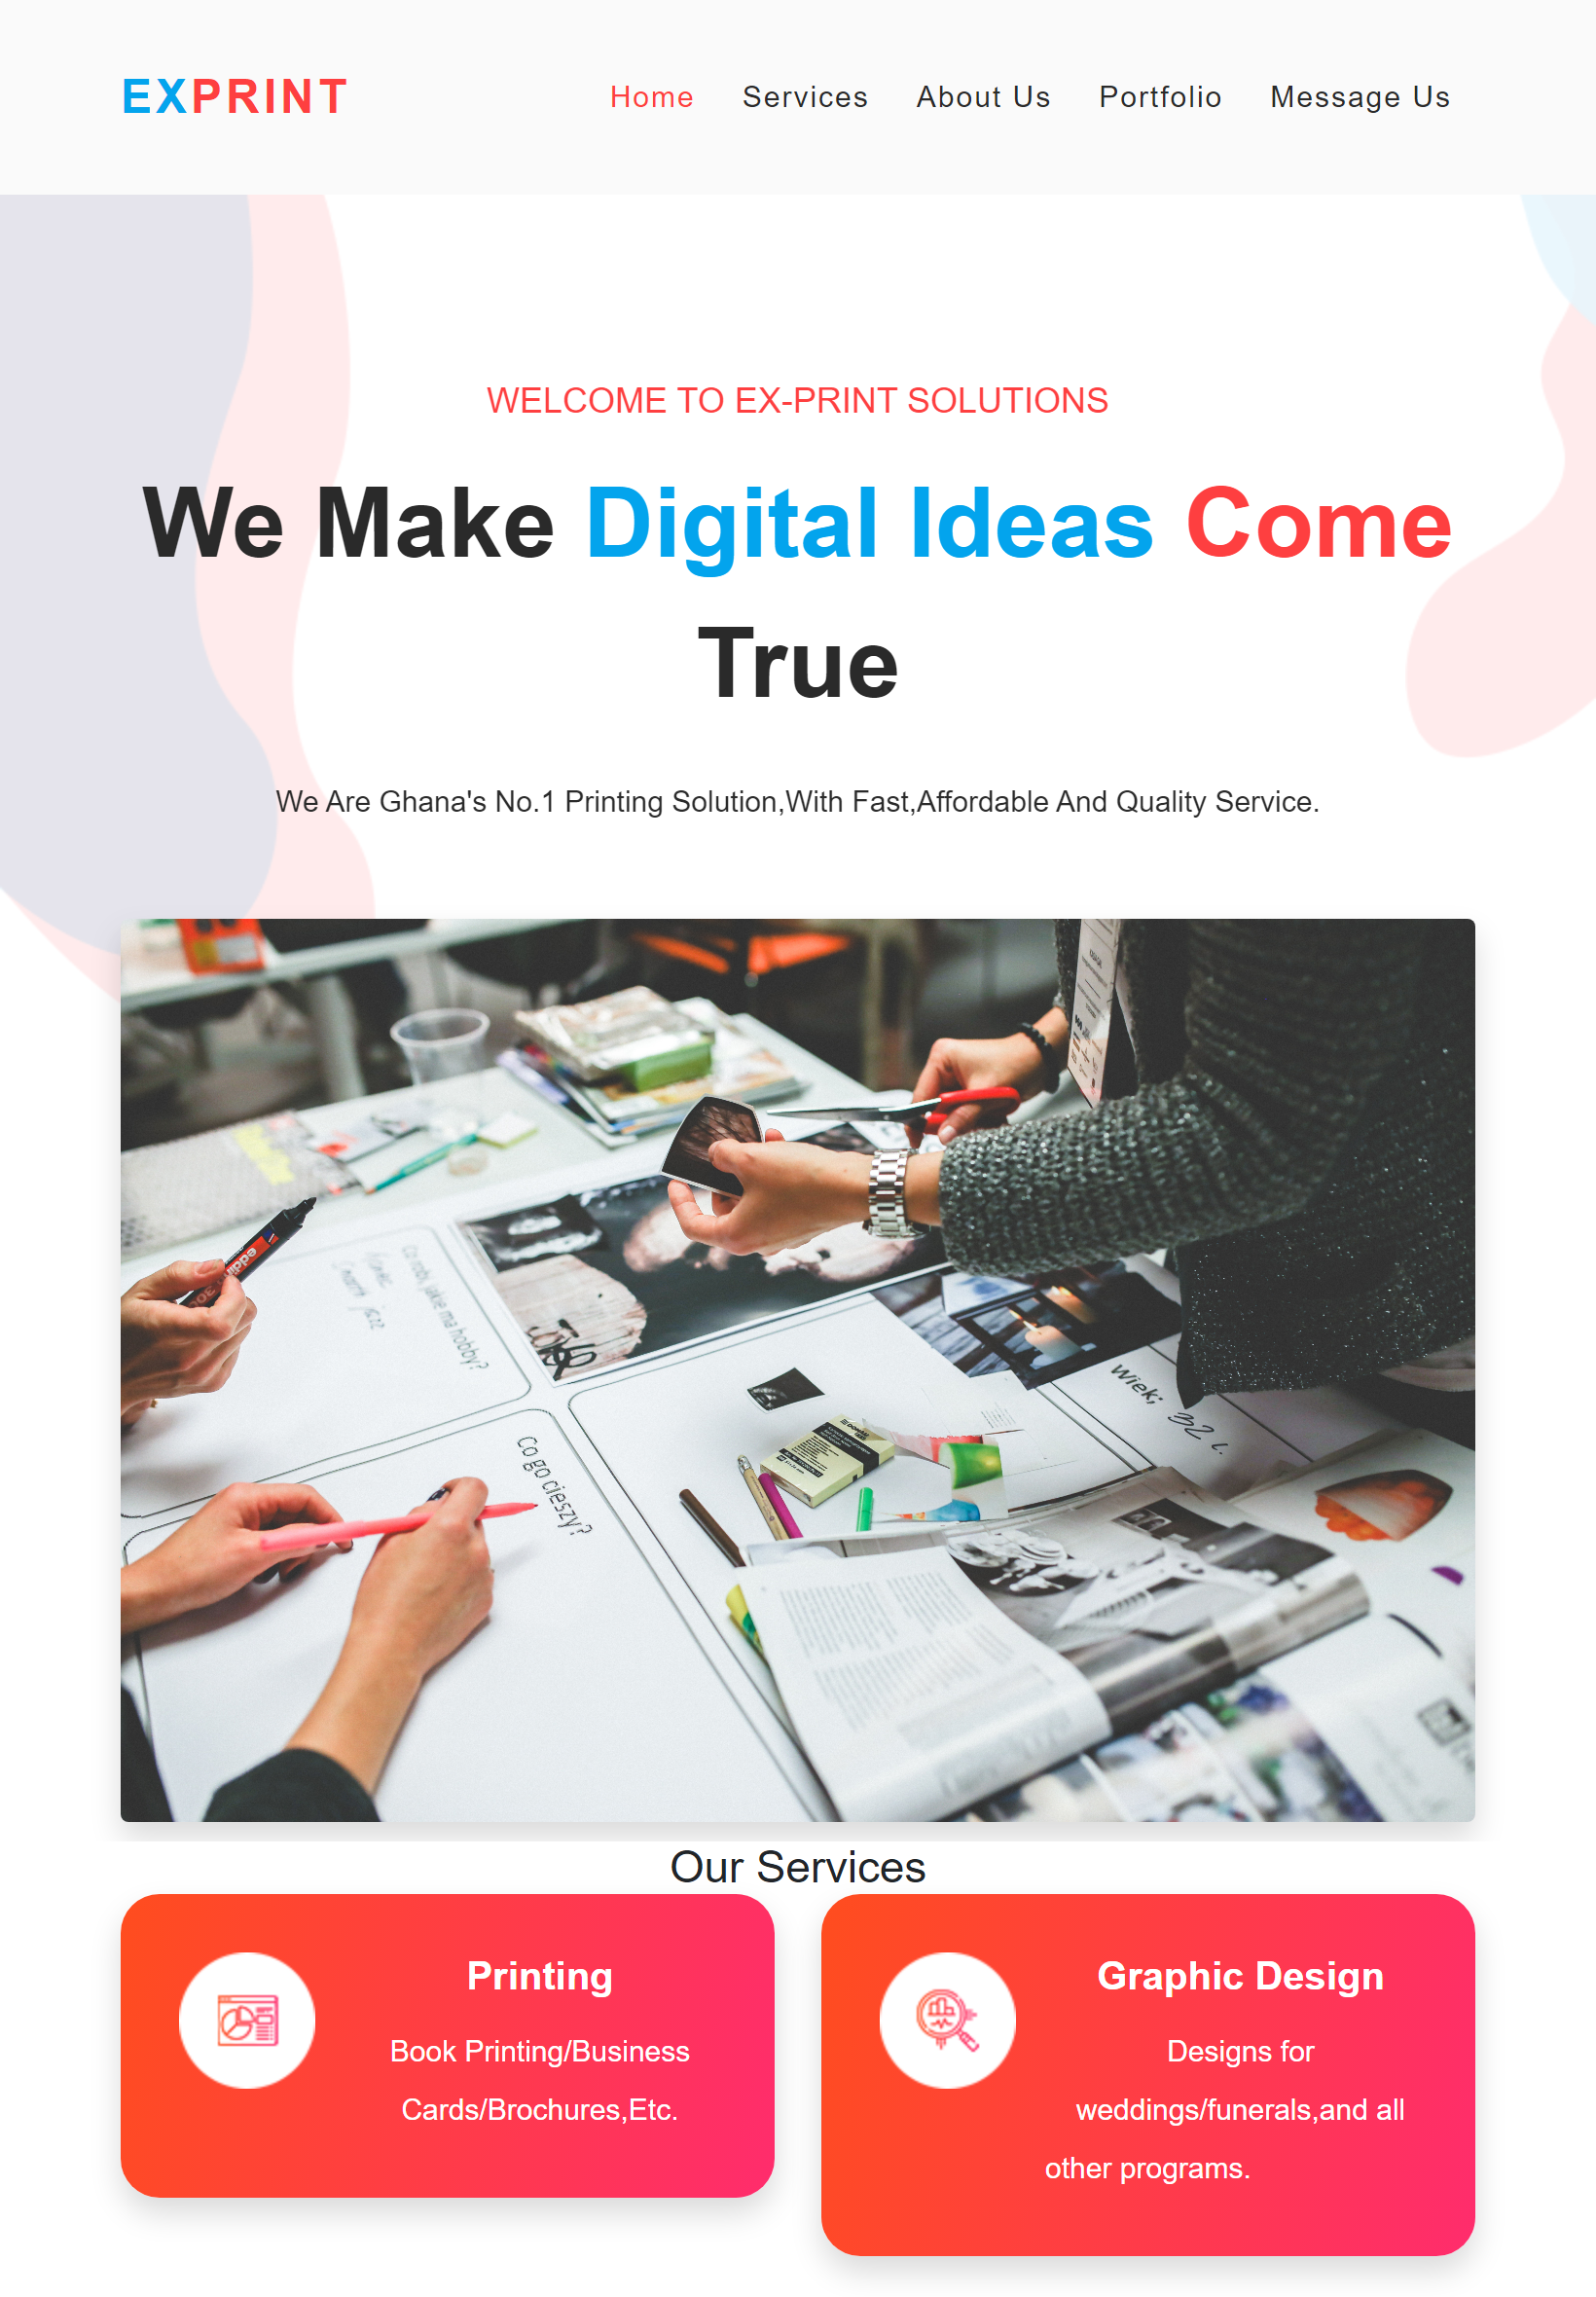 EXPRINT
Home Services About Us Portfolio Message Us
WELCOME TO EX-PRINT SOLUTIONS
We Make Digital Ideas Come
True
We Are Ghana's No.1 Printing Solution,With Fast,Affordable And Quality Service.
Co robi, jakie ma hobby?
Wiek; 32 l.
Co go cieszy?
Our Services
Printing
Book Printing/Business
Cards/Brochures,Etc.
Graphic Design
Designs for
weddings/funerals,and all
other programs.